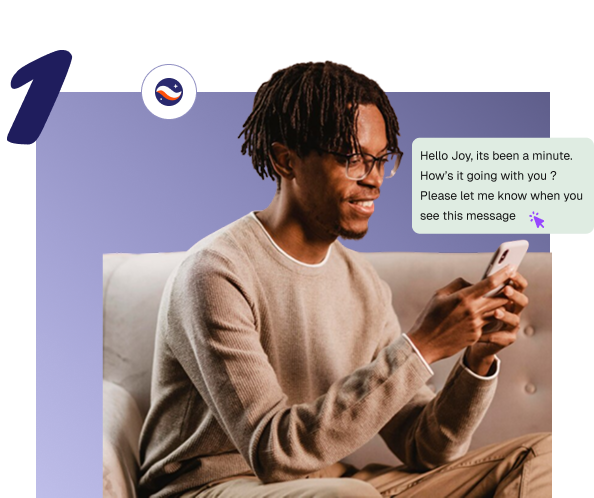 1
Hello Joy, its been a minute.
How's it going with you ?
Please let me know when you
see this message